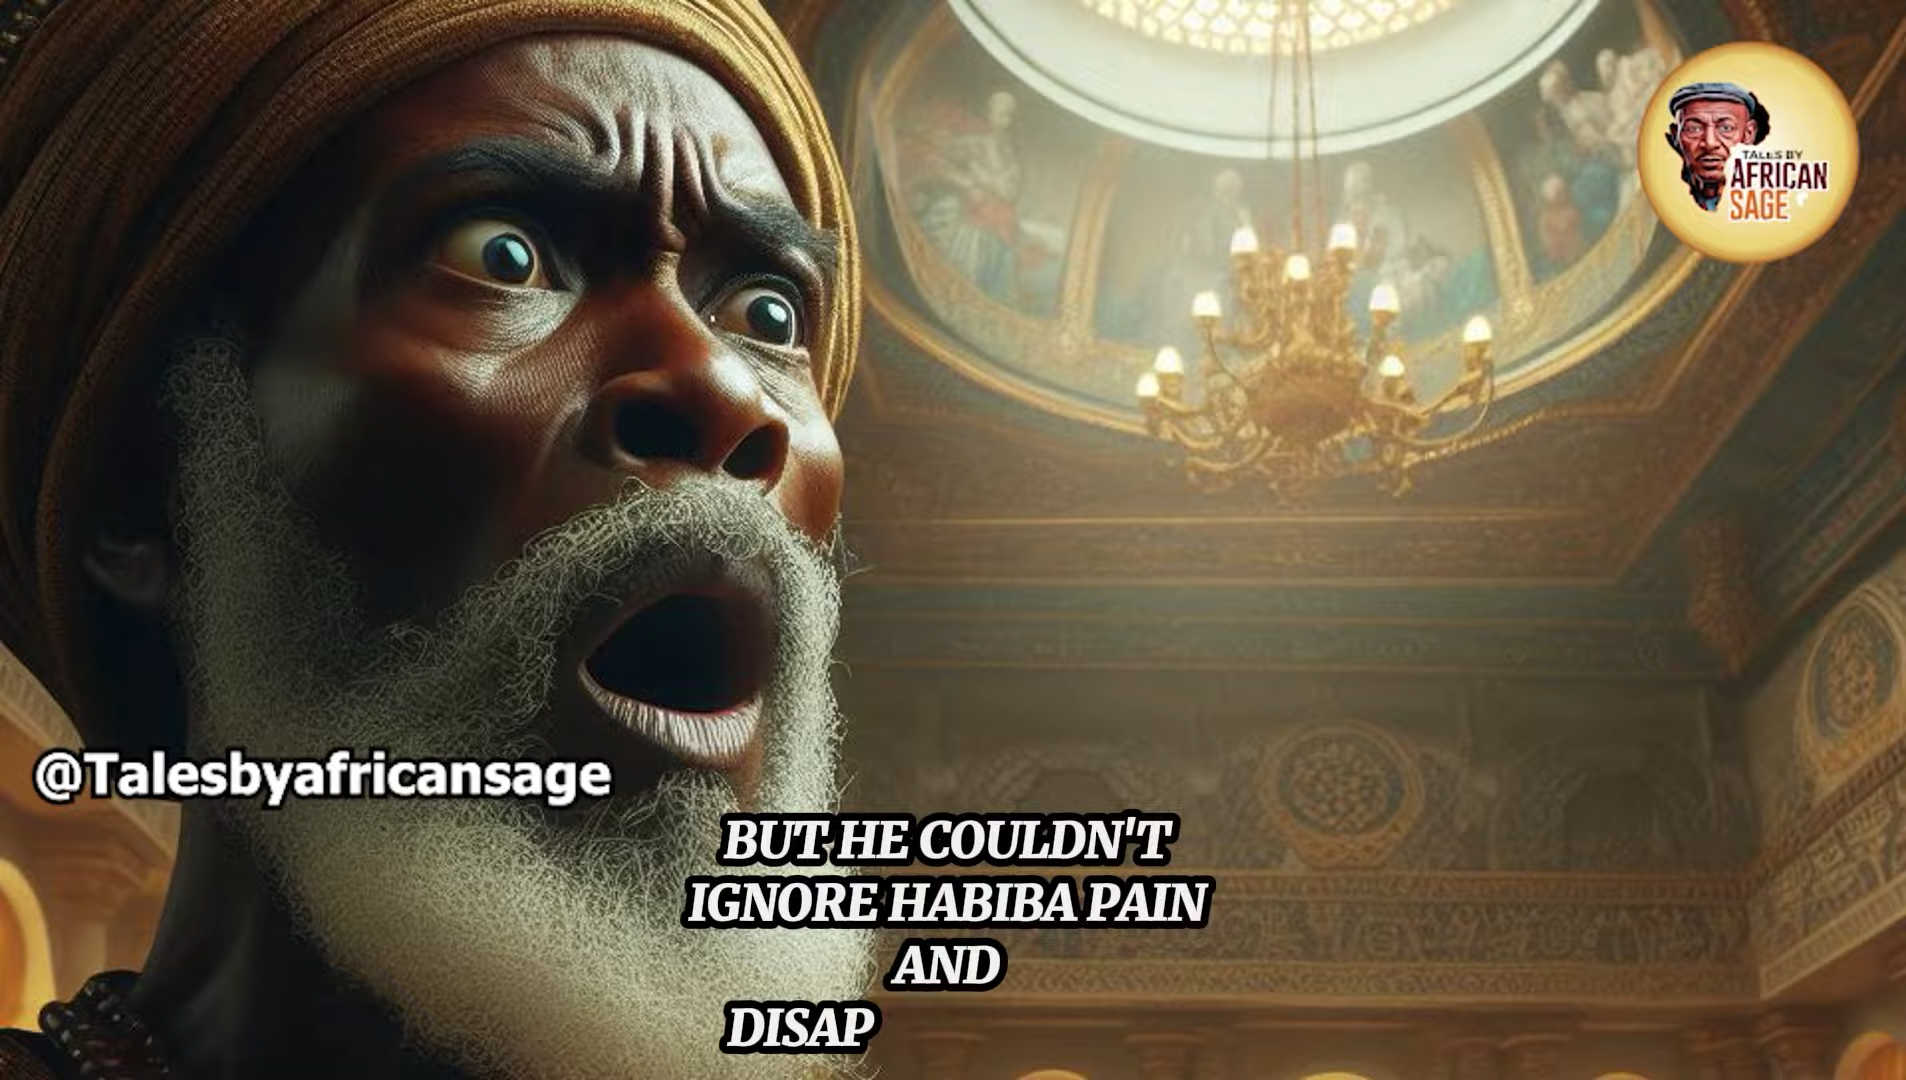 TALES BY
AFRICAN
SAGE
@Talesbyafricansage
BUT HE COULDN'T
IGNORE HABIBA PAIN
AND
DISAP